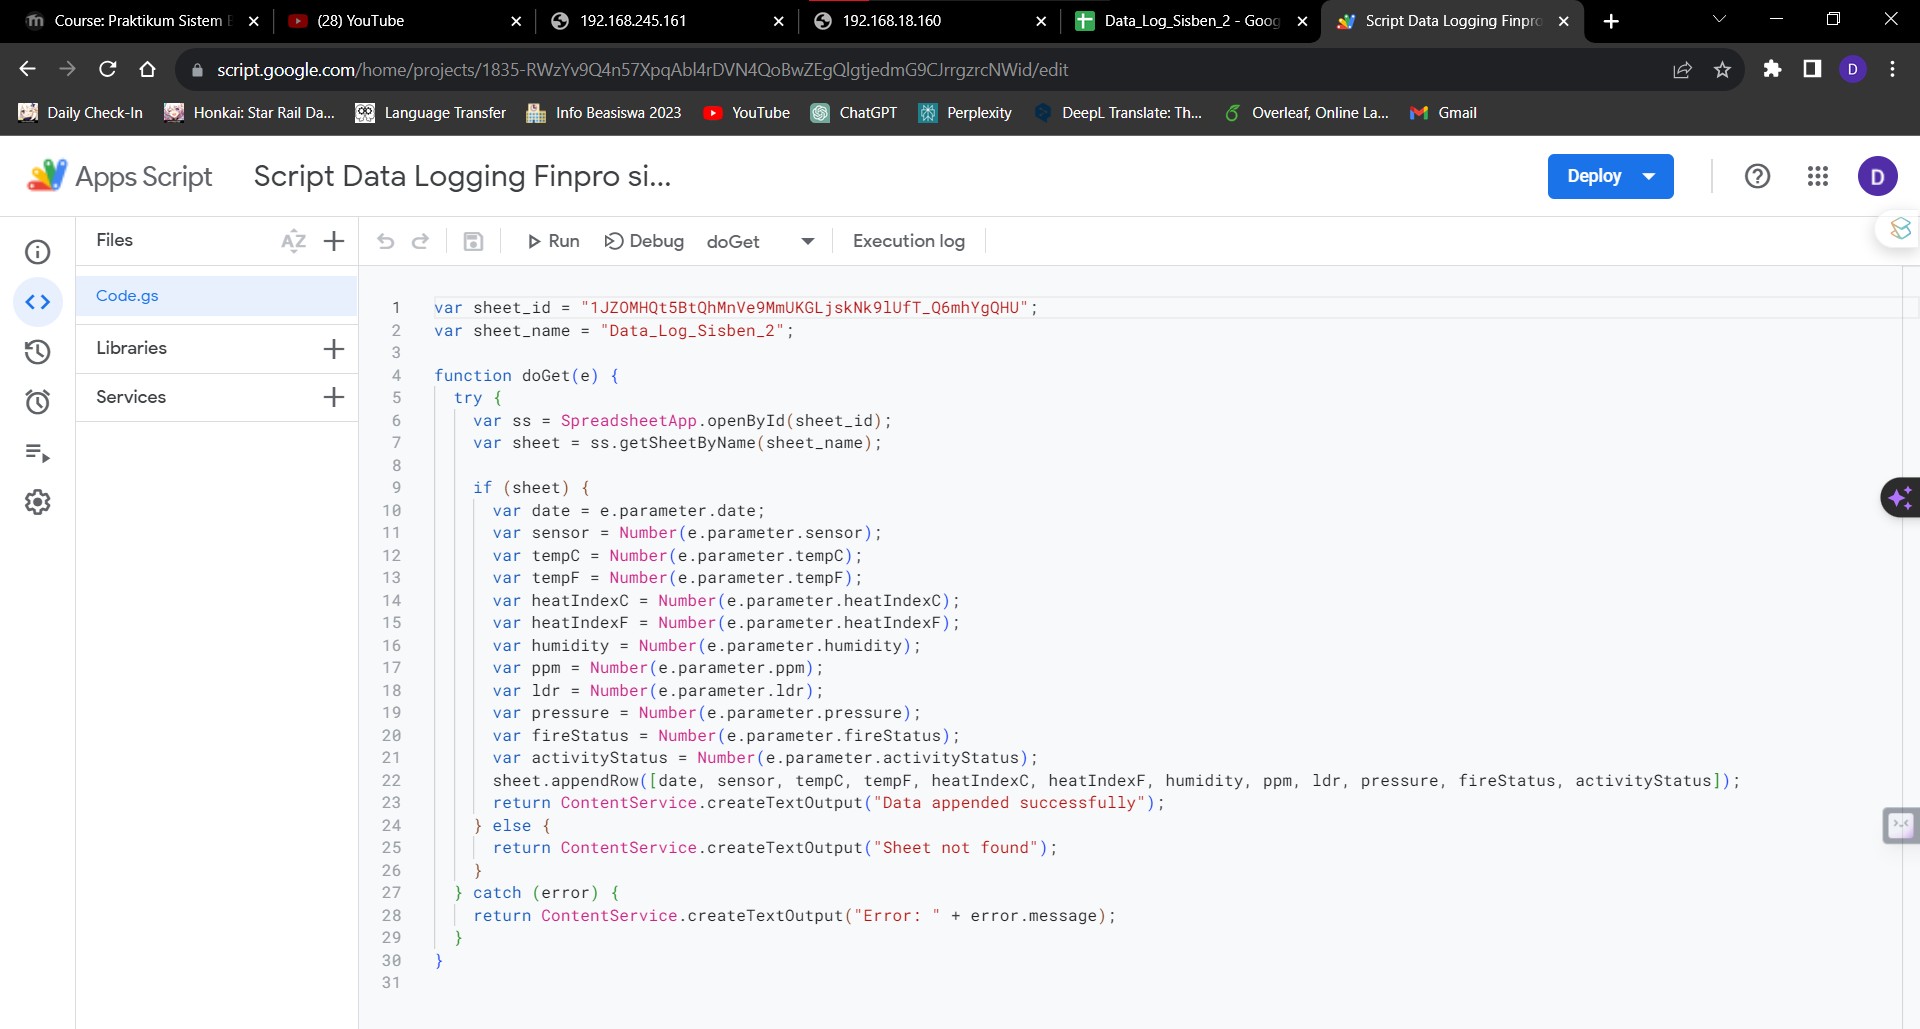 Course: Praktikum Sistem
(28) YouTube
192.168.245.161
192.168.18.160
Data_Log_Sisben_2 - Goog
Script Data Logging Finpro
script.google.com/home/projects/1835-RWzYv9Q4n57XpqAbl4rDVN4QoBwZEgQlgtjedmG9CJrrgzrcNWid/edit
D
Daily Check-In
Honkai: Star Rail Da...
Language Transfer
Info Beasiswa 2023
YouTube
ChatGPT
Perplexity
DeepL Translate: Th...
Overleaf, Online La...
Gmail
Apps Script
Script Data Logging Finpro si...
Deploy
D
Files
AZ
Run
Debug
doGet
Execution log
Code.gs
Libraries
Services
1 var sheet_id = "1JZOMHQt5BtQhMnVe9MmUKGLjskNk9lUfT_Q6mhYgQHU";
2 var sheet_name = "Data_Log_Sisben_2";
3
4 function doGet(e) {
5 try {
6 var ss = SpreadsheetApp.openById(sheet_id);
7 var sheet = ss.getSheetByName(sheet_name);
8
9 if (sheet) {
10 var date = e.parameter.date;
11 var sensor = Number(e.parameter.sensor);
12 var tempC = Number(e.parameter.tempC);
13 var tempF = Number(e.parameter.tempF);
14 var heatIndexC = Number(e.parameter.heatIndexC);
15 var heatIndexF = Number(e.parameter.heatIndexF);
16 var humidity = Number(e.parameter.humidity);
17 var ppm = Number(e.parameter.ppm);
18 var ldr = Number(e.parameter.ldr);
19 var pressure = Number(e.parameter.pressure);
20 var fireStatus = Number(e.parameter.fireStatus);
21 var activityStatus = Number(e.parameter.activityStatus);
22 sheet.appendRow([date, sensor, tempC, tempF, heatIndexC, heatIndexF, humidity, ppm, ldr, pressure, fireStatus, activityStatus]);
23 return ContentService.createTextOutput("Data appended successfully");
24 } else {
25 return ContentService.createTextOutput("Sheet not found");
26 }
27 } catch (error) {
28 return ContentService.createTextOutput("Error: " + error.message);
29 }
30 }
31